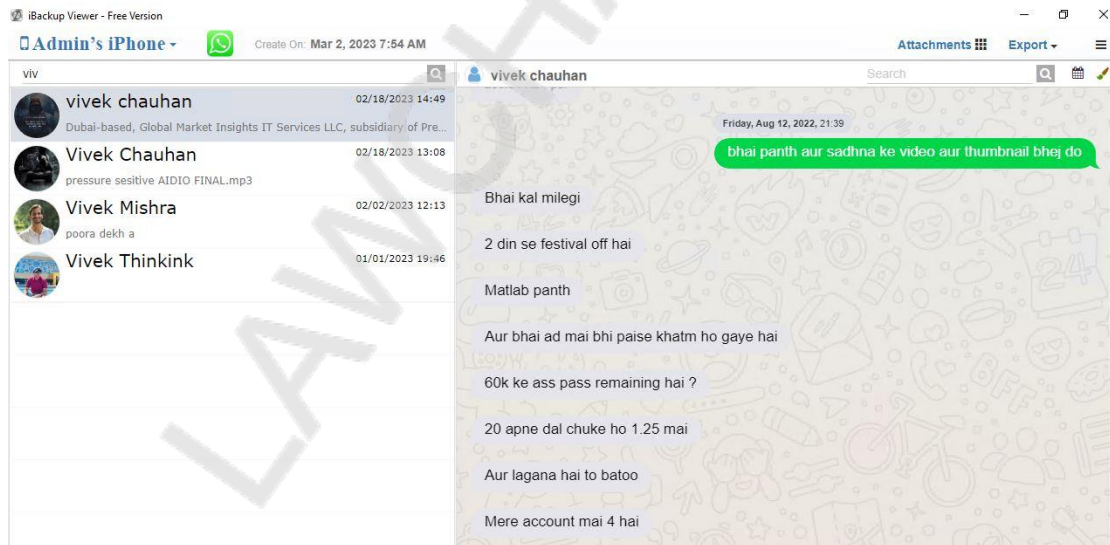 iBackup Viewer - Free Version
Admin's iPhone
Create On: Mar 2, 2023 7:54 AM
Attachments
Export
viv
vivek chauhan
02/18/2023 14:49
Dubai-based, Global Market Insights IT Services LLC, subsidiary of Pre...
Vivek Chauhan
02/18/2023 13:08
pressure sesitive AIDIO FINAL.mp3
Vivek Mishra
02/02/2023 12:13
poora dekh a
Vivek Thinkink
01/01/2023 19:46
vivek chauhan
Search
Friday, Aug 12, 2022, 21:39
bhai panth aur sadhna ke video aur thumbnail bhej do
Bhai kal milegi
2 din se festival off hai
Matlab panth
Aur bhai ad mai bhi paise khatm ho gaye hai
60k ke ass pass remaining hai ?
20 apne dal chuke ho 1.25 mai
Aur lagana hai to batoo
Mere account mai 4 hai